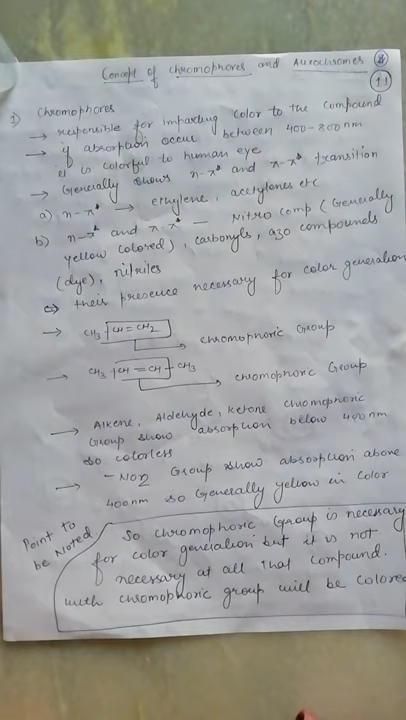 Concept of chromophores and Auxochromes
8
11
1) Chromophores
→ responsible for imparting color to the compound
→ if absorption occur between 400-800nm
it is colorful to human eye
→ Generally shows n-π* and π-π* transition
a) π-π* → ethylene, acetylenes etc
b) n-π* and π-π* — Nitro comp (Generally
yellow colored), carbonyls, azo compounds
(dye), nitriles
⇒ their presence necessary for color generation
→ CH3 CH=CH2
→ chromophoric Group
→ CH3 CH=CH CH3
→ chromophoric Group
→ Alkene, Aldehyde, ketone chromophoric
Group show absorption below 400nm
so colorless
→ -NO2 Group show absorption above
400nm so Generally yellow in color
Point to
be Noted
So chromophoric Group is necessary
for color generation but it is not
necessary at all that compound
with chromophoric group will be colored